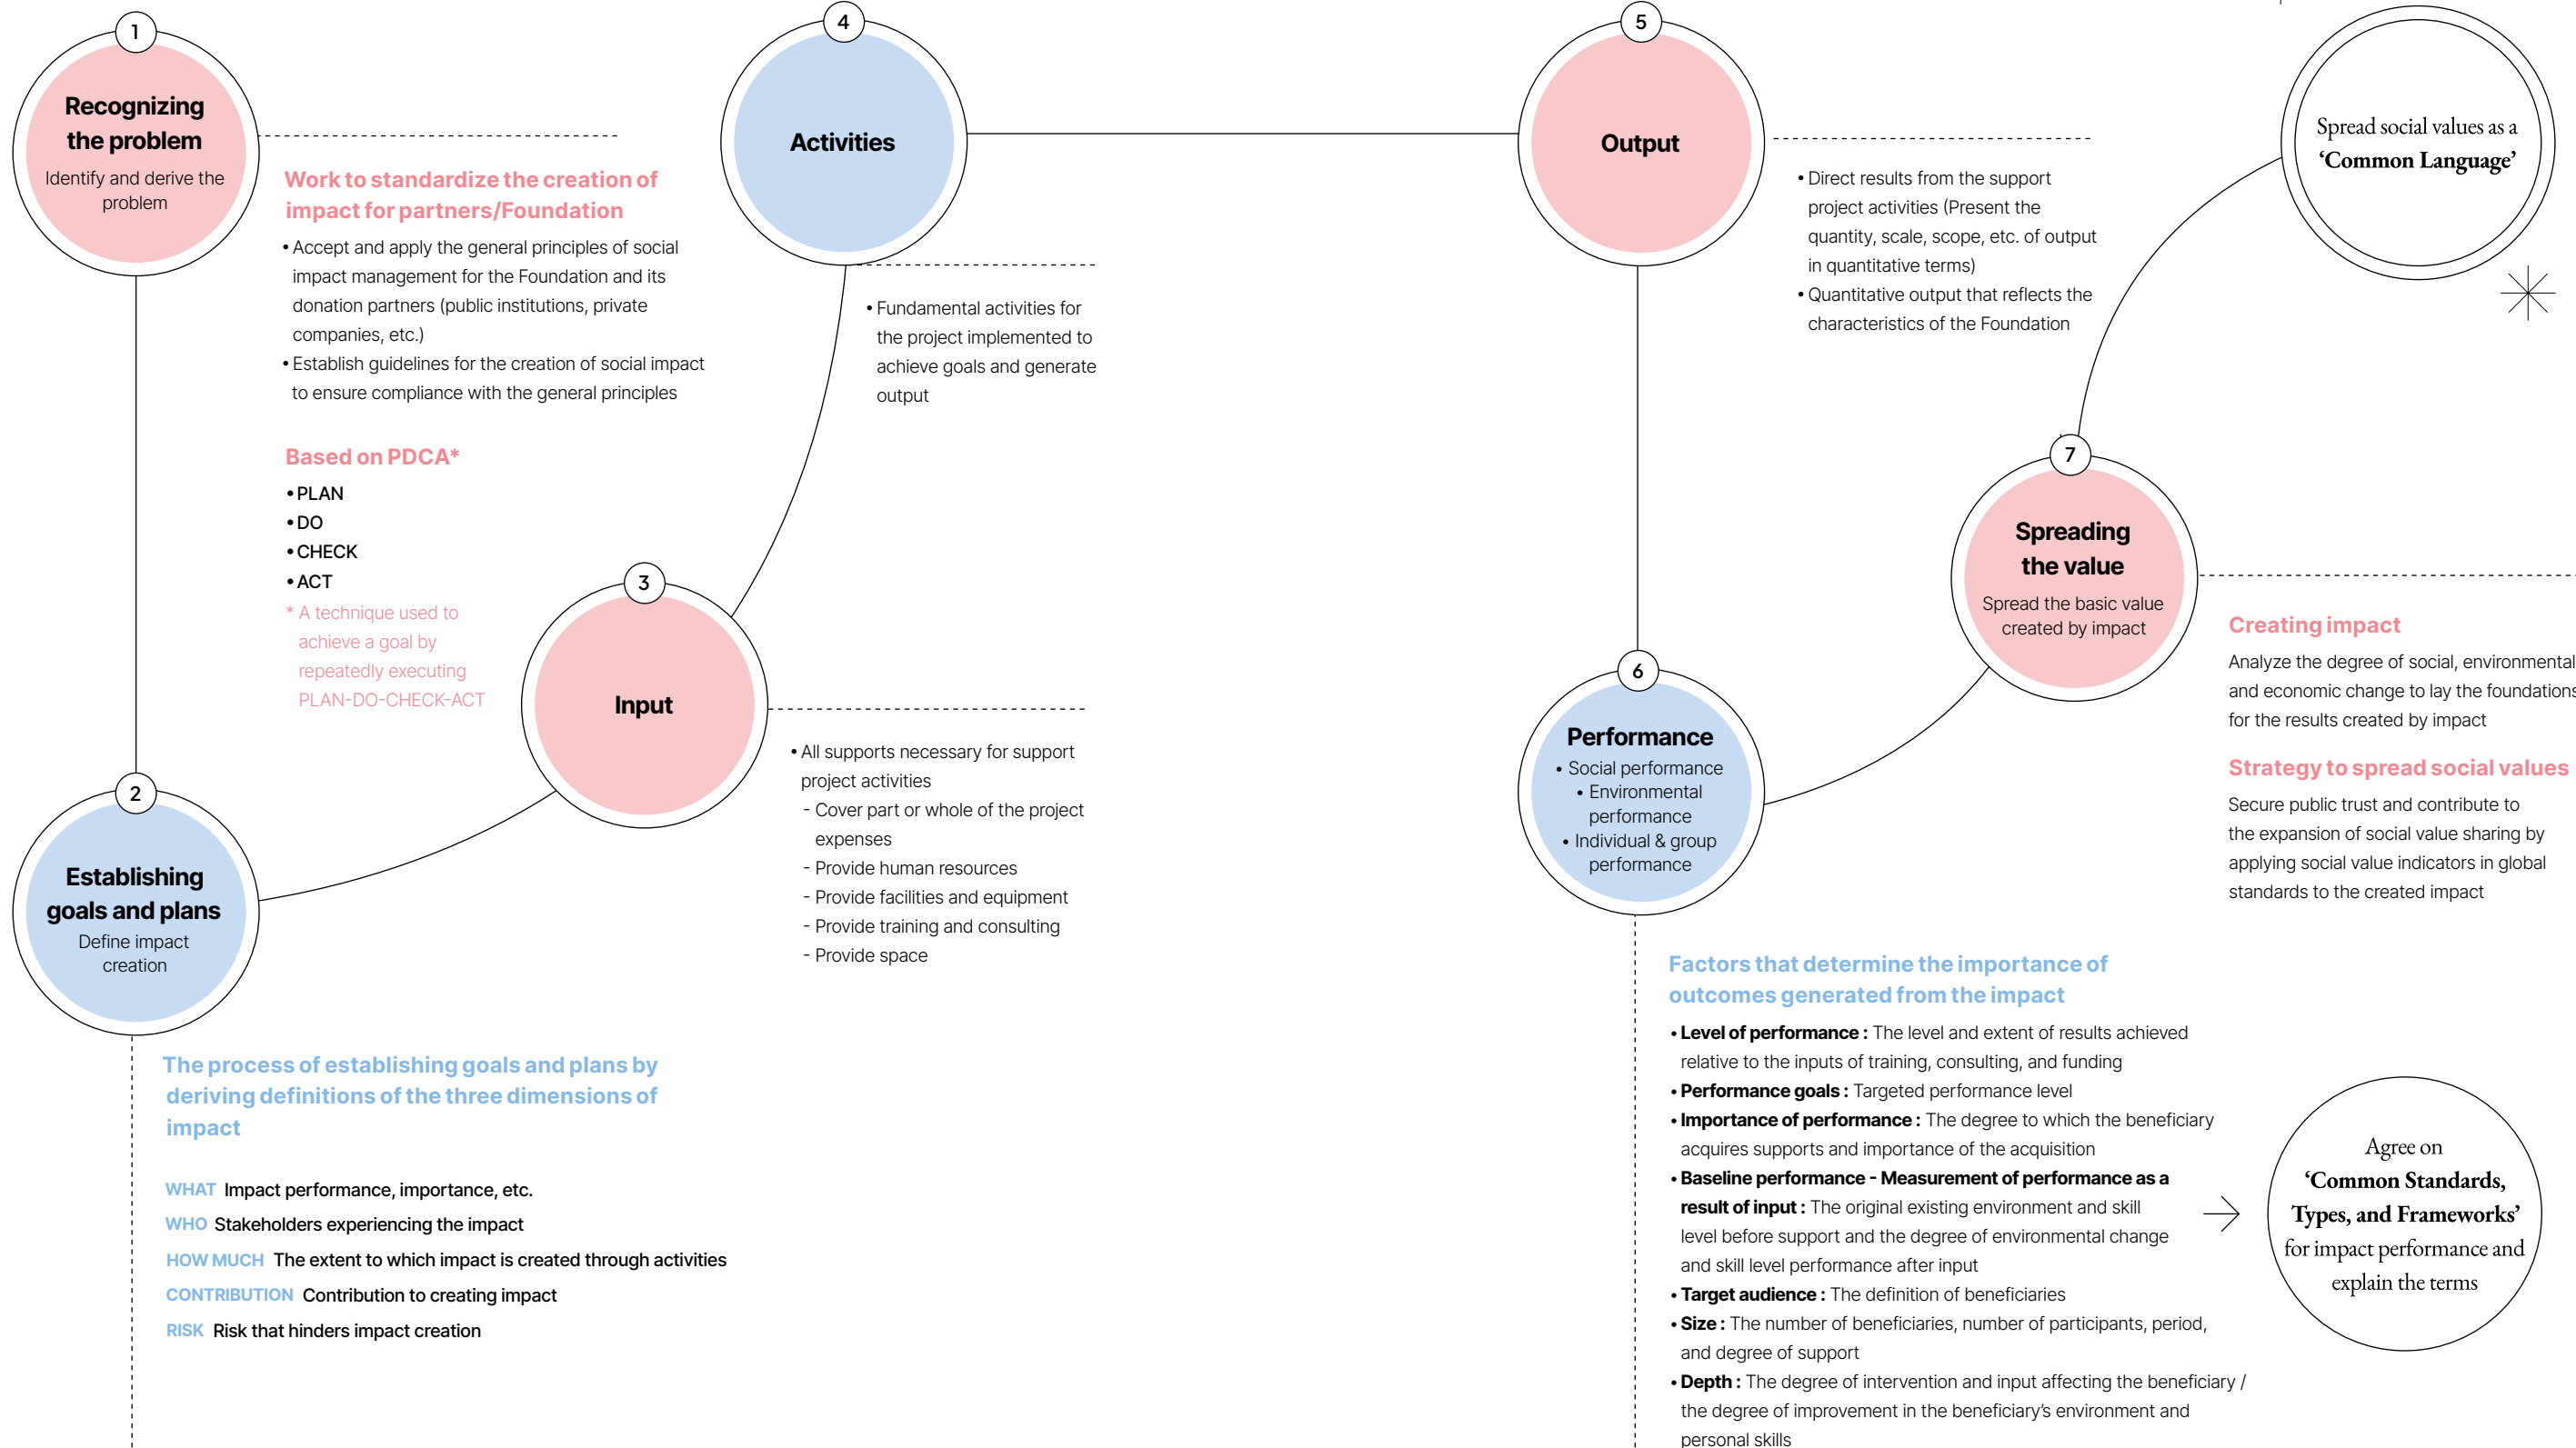 1
Recognizing
the problem
Identify and derive the
problem
Work to standardize the creation of
impact for partners/Foundation
• Accept and apply the general principles of social
impact management for the Foundation and its
donation partners (public institutions, private
companies, etc.)
• Establish guidelines for the creation of social impact
to ensure compliance with the general principles
Based on PDCA*
• PLAN
• DO
• CHECK
• ACT
* A technique used to
achieve a goal by
repeatedly executing
PLAN-DO-CHECK-ACT
2
Establishing
goals and plans
Define impact
creation
The process of establishing goals and plans by
deriving definitions of the three dimensions of
impact
WHAT Impact performance, importance, etc.
WHO Stakeholders experiencing the impact
HOW MUCH The extent to which impact is created through activities
CONTRIBUTION Contribution to creating impact
RISK Risk that hinders impact creation
3
Input
• All supports necessary for support
project activities
- Cover part or whole of the project
expenses
- Provide human resources
- Provide facilities and equipment
- Provide training and consulting
- Provide space
4
Activities
• Fundamental activities for
the project implemented to
achieve goals and generate
output
5
Output
• Direct results from the support
project activities (Present the
quantity, scale, scope, etc. of output
in quantitative terms)
• Quantitative output that reflects the
characteristics of the Foundation
6
Performance
• Social performance
• Environmental
performance
• Individual & group
performance
Factors that determine the importance of
outcomes generated from the impact
• Level of performance : The level and extent of results achieved
relative to the inputs of training, consulting, and funding
• Performance goals : Targeted performance level
• Importance of performance : The degree to which the beneficiary
acquires supports and importance of the acquisition
• Baseline performance - Measurement of performance as a
result of input : The original existing environment and skill
level before support and the degree of environmental change
and skill level performance after input
• Target audience : The definition of beneficiaries
• Size : The number of beneficiaries, number of participants, period,
and degree of support
• Depth : The degree of intervention and input affecting the beneficiary /
the degree of improvement in the beneficiary's environment and
personal skills
7
Spreading
the value
Spread the basic value
created by impact
Creating impact
Analyze the degree of social, environmental
and economic change to lay the foundations
for the results created by impact
Strategy to spread social values
Secure public trust and contribute to
the expansion of social value sharing by
applying social value indicators in global
standards to the created impact
Spread social values as a
‘Common Language’
Agree on
‘Common Standards,
Types, and Frameworks’
for impact performance and
explain the terms